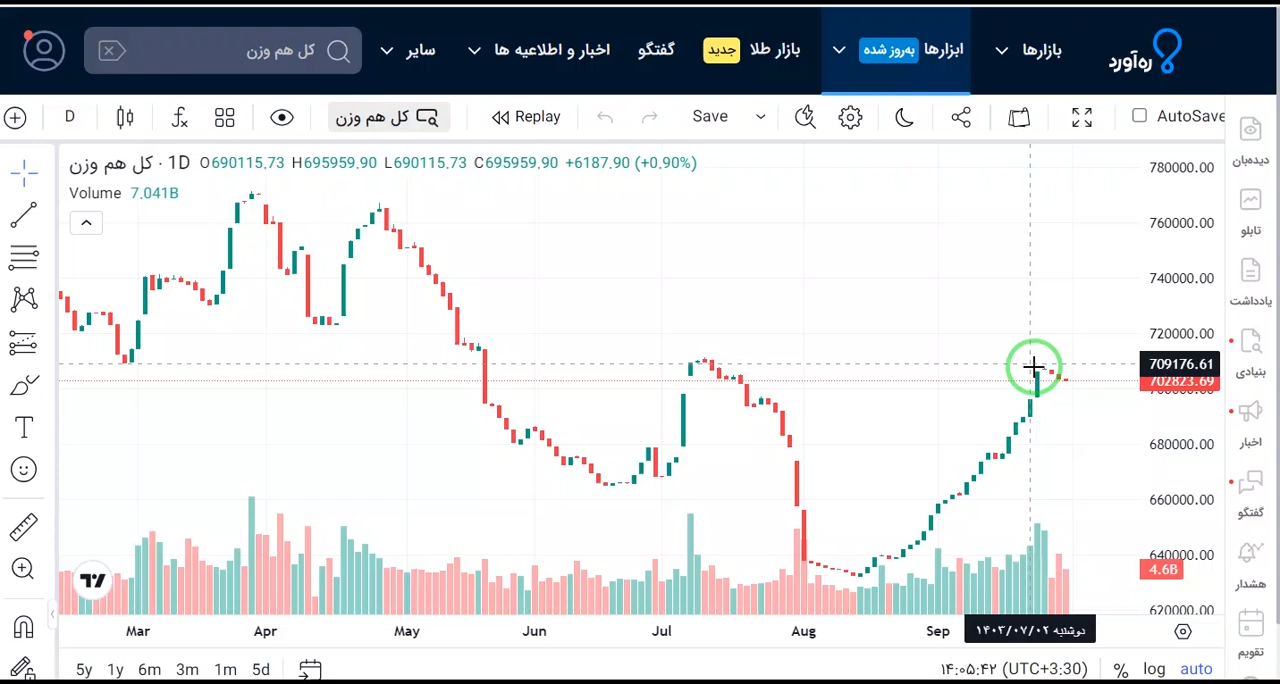 ره‌آورد
بازارها
ابزارها به‌روز شده
بازار طلا جدید
گفتگو
اخبار و اطلاعیه ها
سایر
کل هم وزن
D
کل هم وزن
Replay
Save
AutoSave
کل هم وزن · 1D O690115.73 H695959.90 L690115.73 C695959.90 +6187.90 (+0.90%)
Volume 7.041B
780000.00
760000.00
740000.00
720000.00
709176.61
702823.69
680000.00
660000.00
640000.00
4.6B
620000.00
Mar Apr May Jun Jul Aug Sep
دوشنبه ۱۴۰۳/۰۷/۰۲
5y 1y 6m 3m 1m 5d
۱۴:۰۵:۴۲ (UTC+3:30) % log auto
دیده‌بان
تابلو
یادداشت
بنیادی
اخبار
گفتگو
هشدار
تقویم